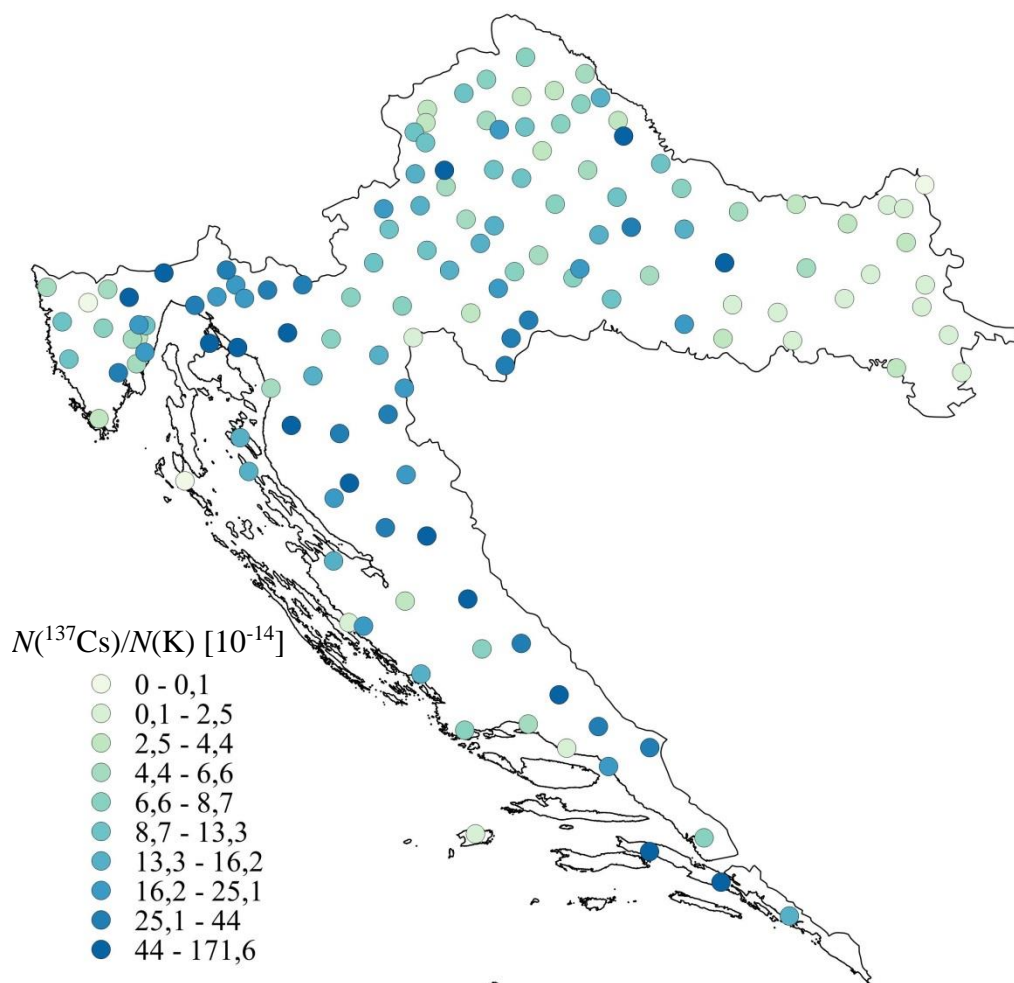 N(¹³⁷Cs)/N(K) [10⁻¹⁴]
0 - 0,1
0,1 - 2,5
2,5 - 4,4
4,4 - 6,6
6,6 - 8,7
8,7 - 13,3
13,3 - 16,2
16,2 - 25,1
25,1 - 44
44 - 171,6